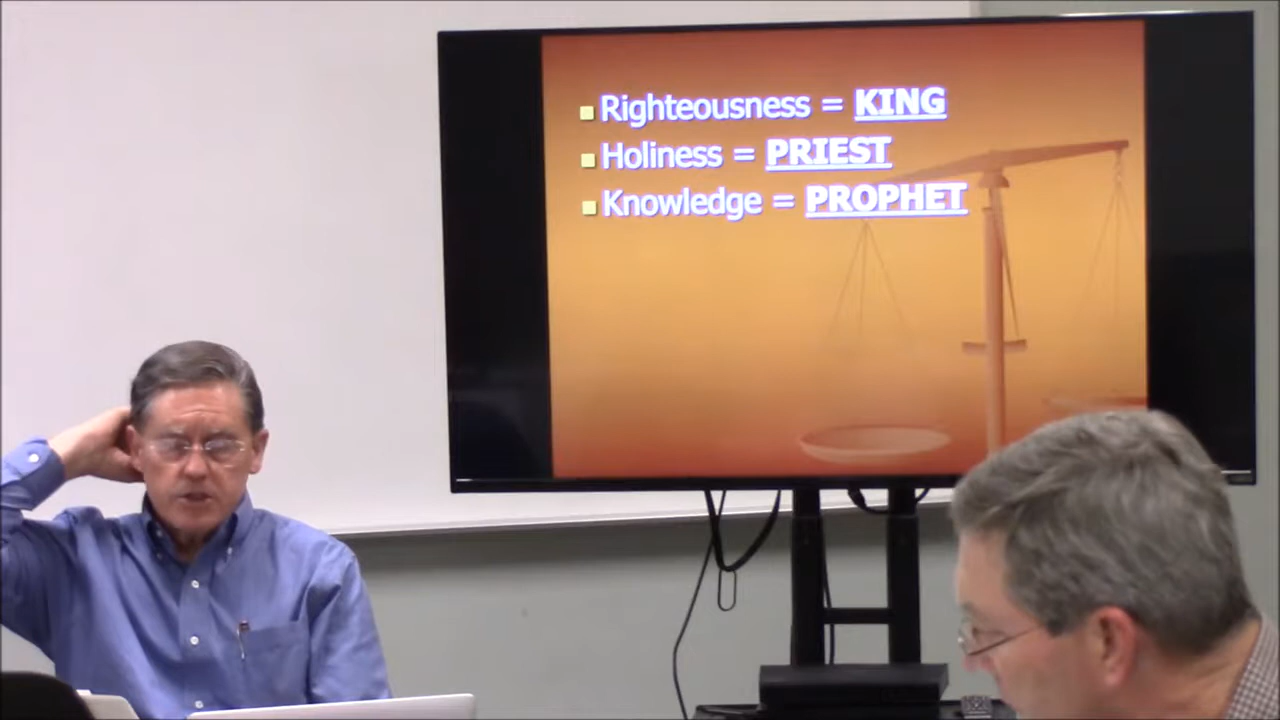 Righteousness = KING
Holiness = PRIEST
Knowledge = PROPHET